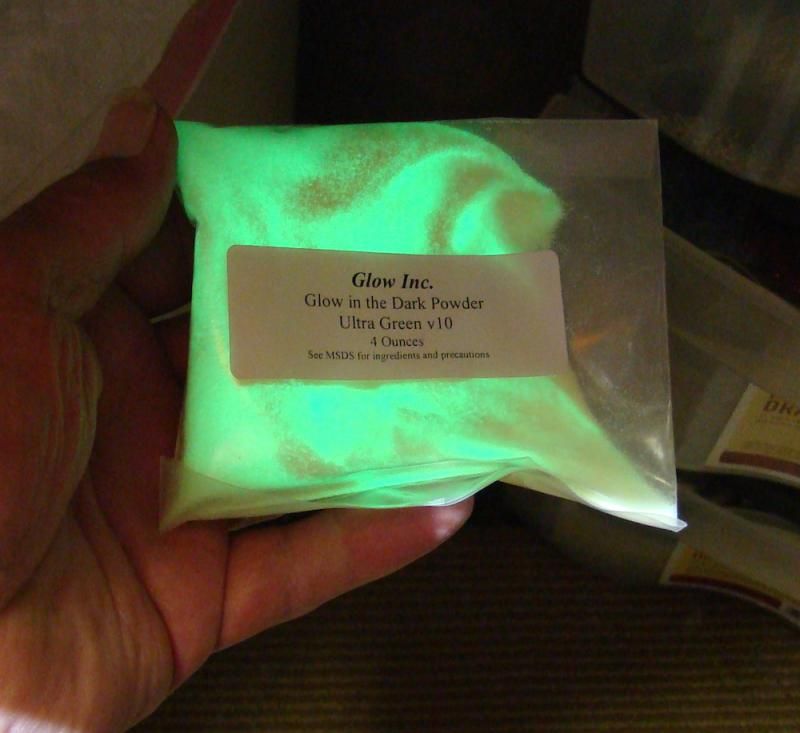 Glow Inc.
Glow in the Dark Powder
Ultra Green v10
4 Ounces
See MSDS for ingredients and precautions